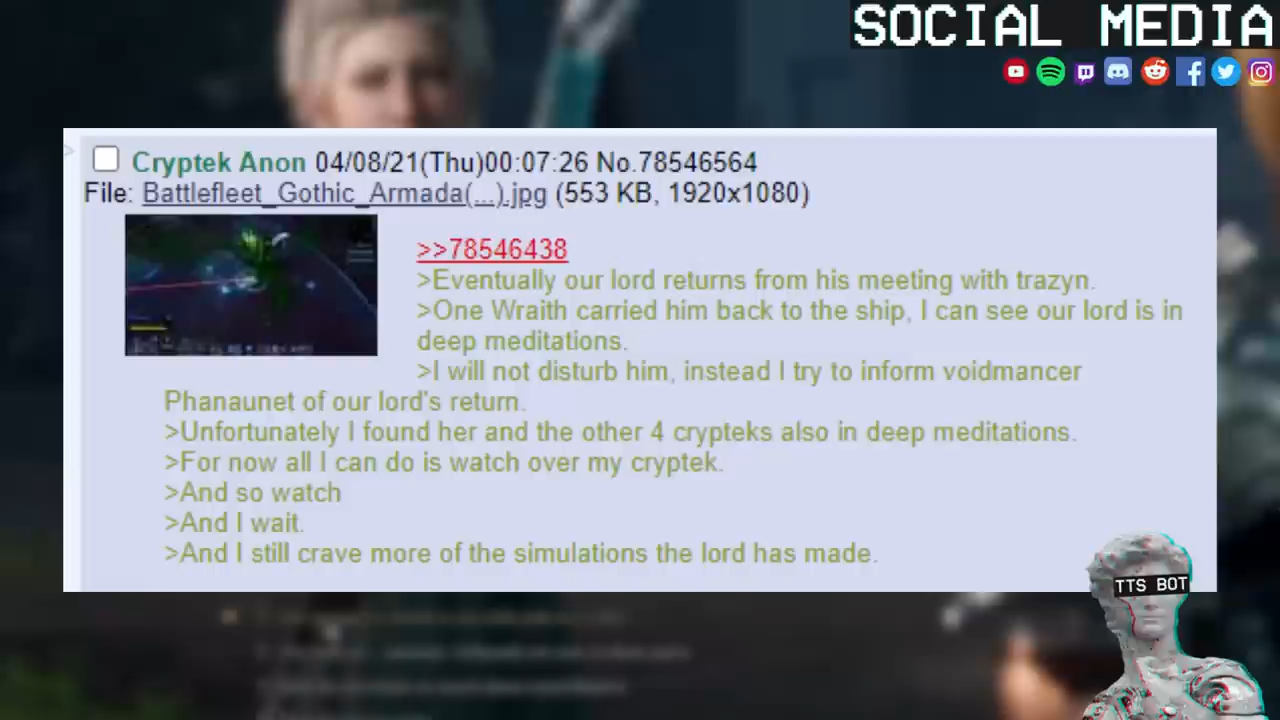 SOCIAL MEDIA
Cryptek Anon 04/08/21(Thu)00:07:26 No.78546564
File: Battlefleet_Gothic_Armada(...).jpg (553 KB, 1920x1080)
>>78546438
>Eventually our lord returns from his meeting with trazyn.
>One Wraith carried him back to the ship, I can see our lord is in
deep meditations.
>I will not disturb him, instead I try to inform voidmancer
Phanaunet of our lord's return.
>Unfortunately I found her and the other 4 crypteks also in deep meditations.
>For now all I can do is watch over my cryptek.
>And so watch
>And I wait.
>And I still crave more of the simulations the lord has made.
TTS BOT